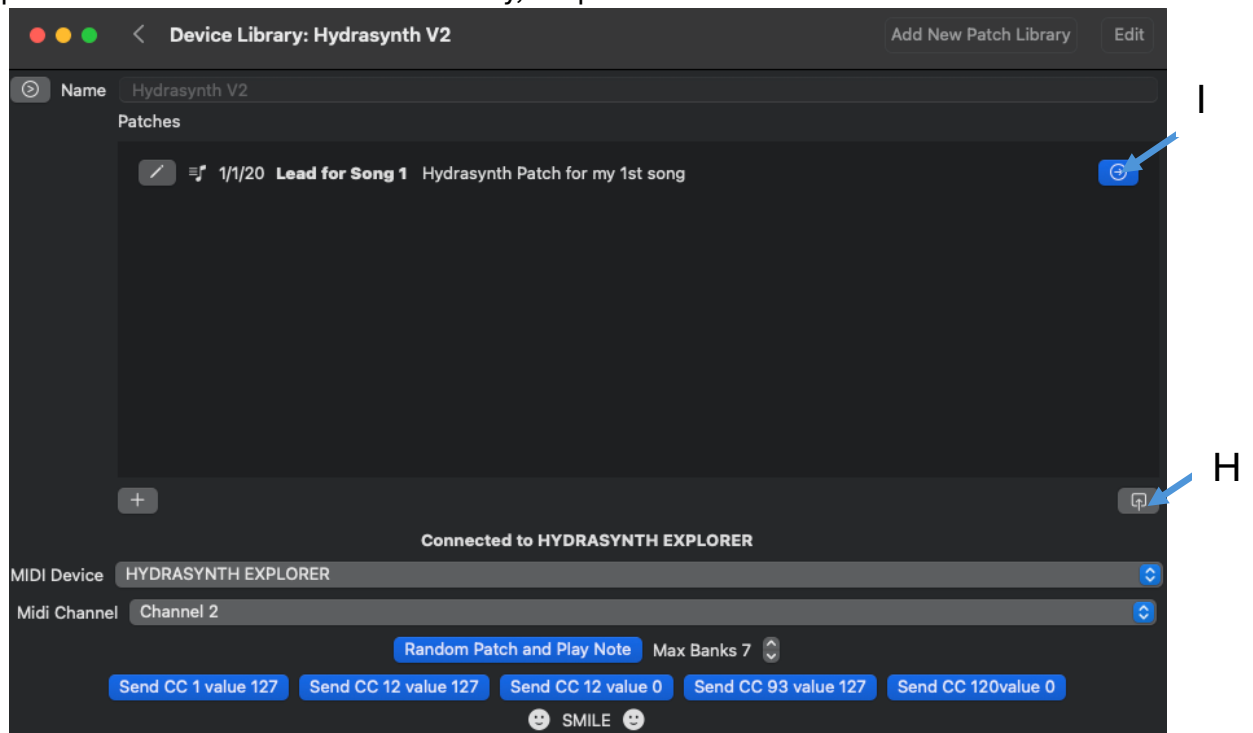 Device Library: Hydrasynth V2 Add New Patch Library Edit
Name Hydrasynth V2
I
Patches
1/1/20 Lead for Song 1 Hydrasynth Patch for my 1st song
H
Connected to HYDRASYNTH EXPLORER
MIDI Device HYDRASYNTH EXPLORER
Midi Channel Channel 2
Random Patch and Play Note Max Banks 7
Send CC 1 value 127 Send CC 12 value 127 Send CC 12 value 0 Send CC 93 value 127 Send CC 120value 0
SMILE